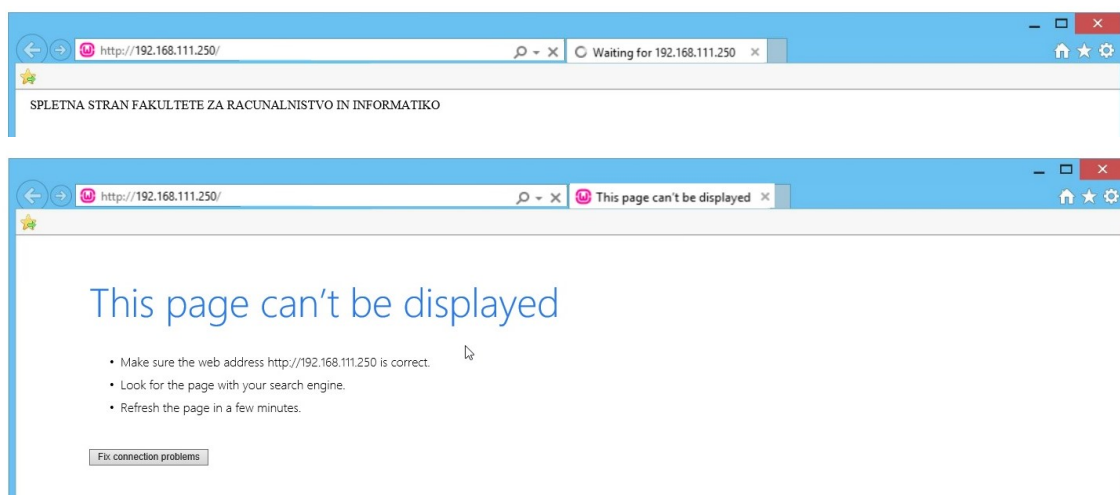 http://192.168.111.250/
Waiting for 192.168.111.250
SPLETNA STRAN FAKULTETE ZA RACUNALNISTVO IN INFORMATIKO
http://192.168.111.250/
This page can't be displayed
This page can't be displayed
• Make sure the web address http://192.168.111.250 is correct.
• Look for the page with your search engine.
• Refresh the page in a few minutes.
Fix connection problems